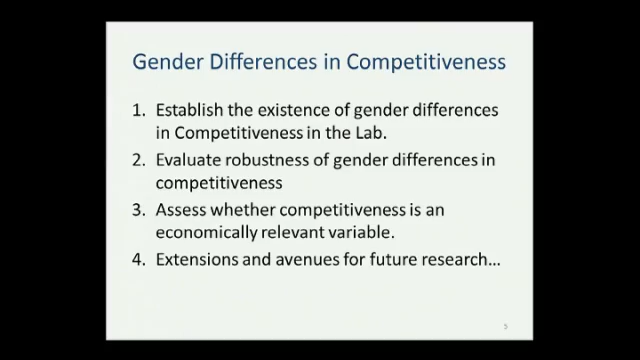 Gender Differences in Competitiveness
1. Establish the existence of gender differences
in Competitiveness in the Lab.
2. Evaluate robustness of gender differences in
competitiveness
3. Assess whether competitiveness is an
economically relevant variable.
4. Extensions and avenues for future research…
5